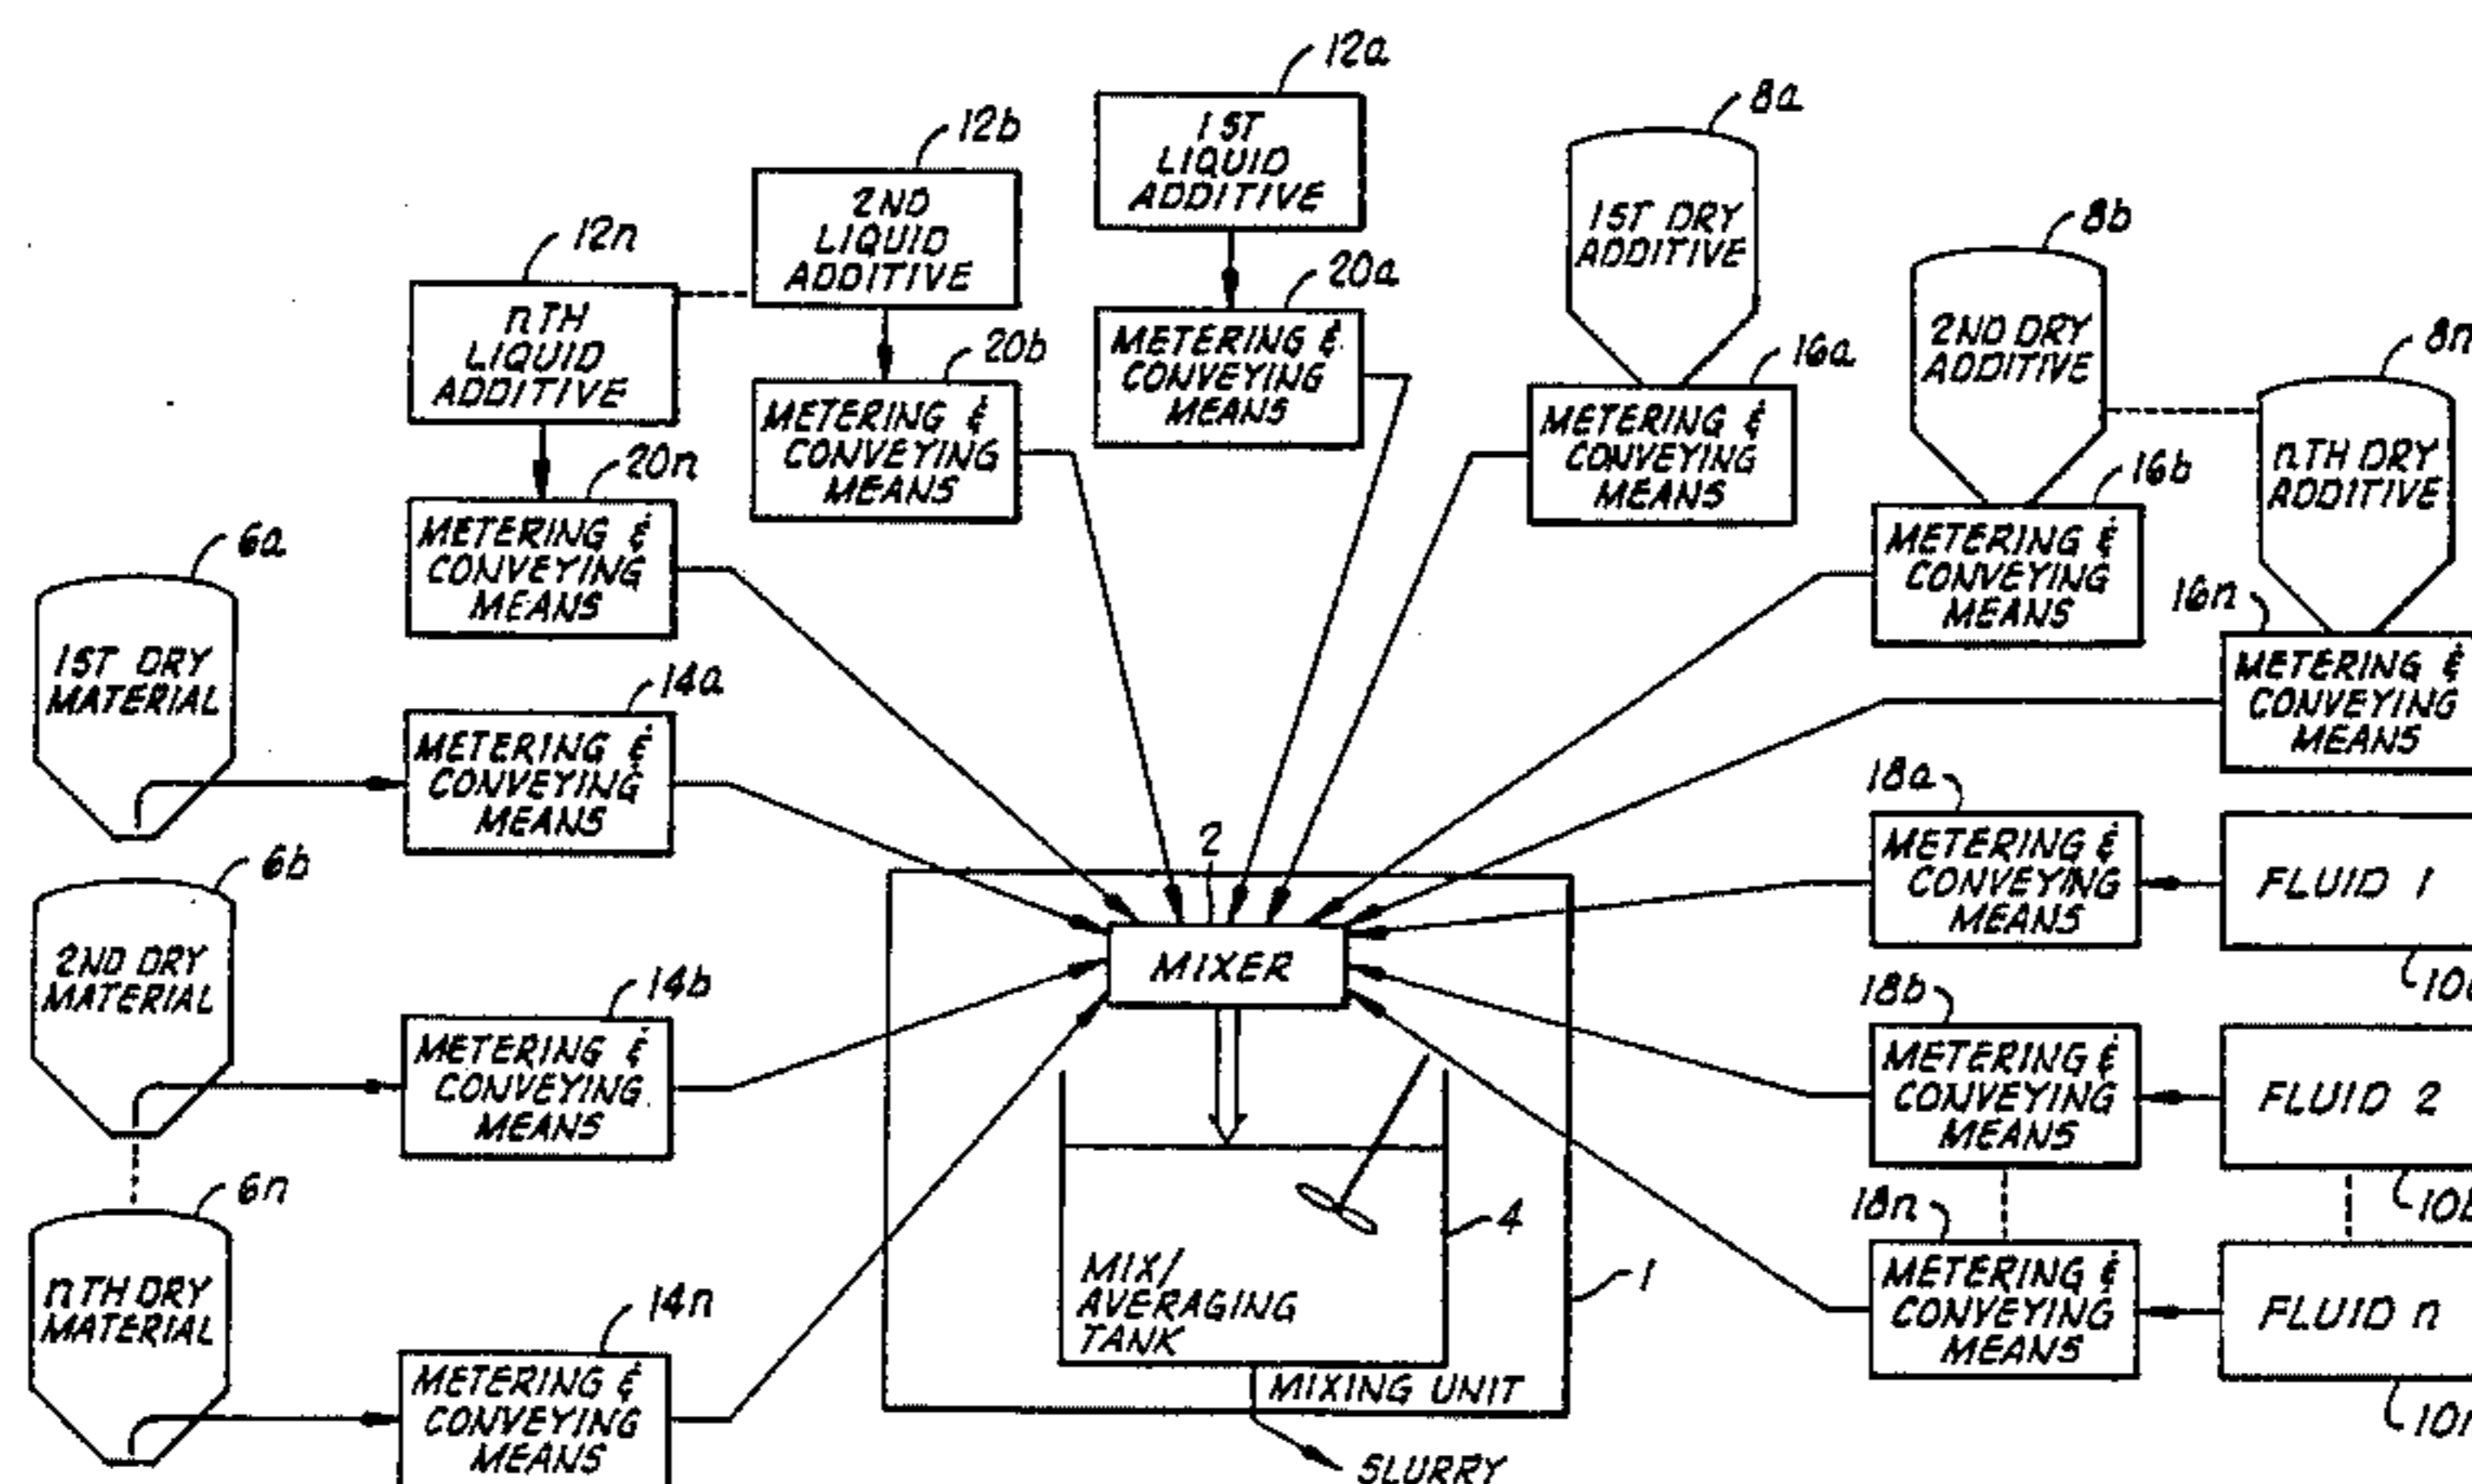 12a
1ST
LIQUID
ADDITIVE
8a
1ST DRY
ADDITIVE
12b
2ND
LIQUID
ADDITIVE
8b
2ND DRY
ADDITIVE
12n
nTH
LIQUID
ADDITIVE
20a
METERING &
CONVEYING
MEANS
20b
METERING &
CONVEYING
MEANS
16a
METERING &
CONVEYING
MEANS
8n
nTH DRY
ADDITIVE
20n
METERING &
CONVEYING
MEANS
16b
METERING &
CONVEYING
MEANS
6a
1ST DRY
MATERIAL
16n
METERING &
CONVEYING
MEANS
14a
METERING &
CONVEYING
MEANS
18a
METERING &
CONVEYING
MEANS
FLUID 1
6b
2ND DRY
MATERIAL
2
MIXER
14b
METERING &
CONVEYING
MEANS
18b
METERING &
CONVEYING
MEANS
FLUID 2
6n
nTH DRY
MATERIAL
4
18n
METERING &
CONVEYING
MEANS
FLUID n
MIX/
AVERAGING
TANK
1
14n
METERING &
CONVEYING
MEANS
MIXING UNIT
SLURRY